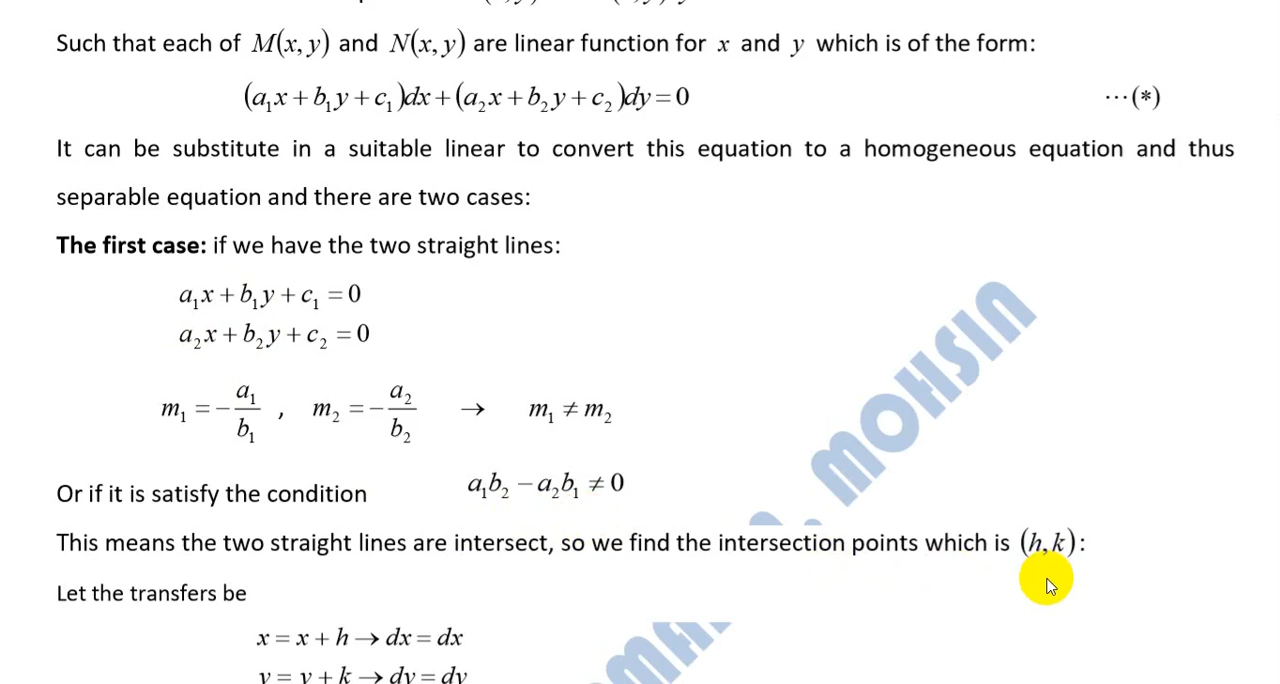 Such that each of M(x, y) and N(x, y) are linear function for x and y which is of the form:
(a₁x + b₁y + c₁)dx + (a₂x + b₂y + c₂)dy = 0 ⋯(*)
It can be substitute in a suitable linear to convert this equation to a homogeneous equation and thus
separable equation and there are two cases:
The first case: if we have the two straight lines:
a₁x + b₁y + c₁ = 0
a₂x + b₂y + c₂ = 0
m₁ = −a₁/b₁ , m₂ = −a₂/b₂ → m₁ ≠ m₂
Or if it is satisfy the condition a₁b₂ − a₂b₁ ≠ 0
This means the two straight lines are intersect, so we find the intersection points which is (h, k):
Let the transfers be
x = x + h → dx = dx
y = y + k → dy = dy
MOHSIN